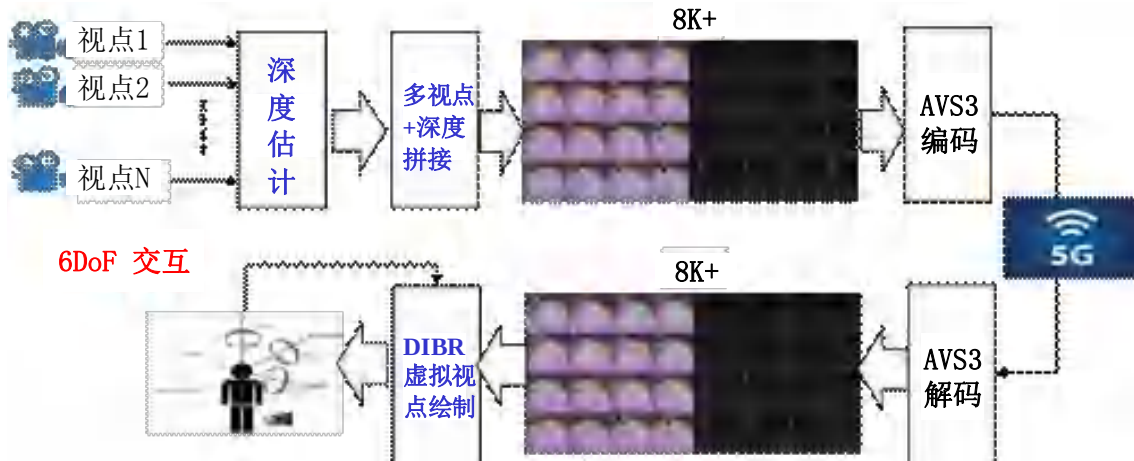 8K+
视点1
视点2
视点N
深
度
估
计
多视点
+深度
拼接
AVS3
编码
5G
6DoF 交互
8K+
DIBR
虚拟视
点绘制
AVS3
解码